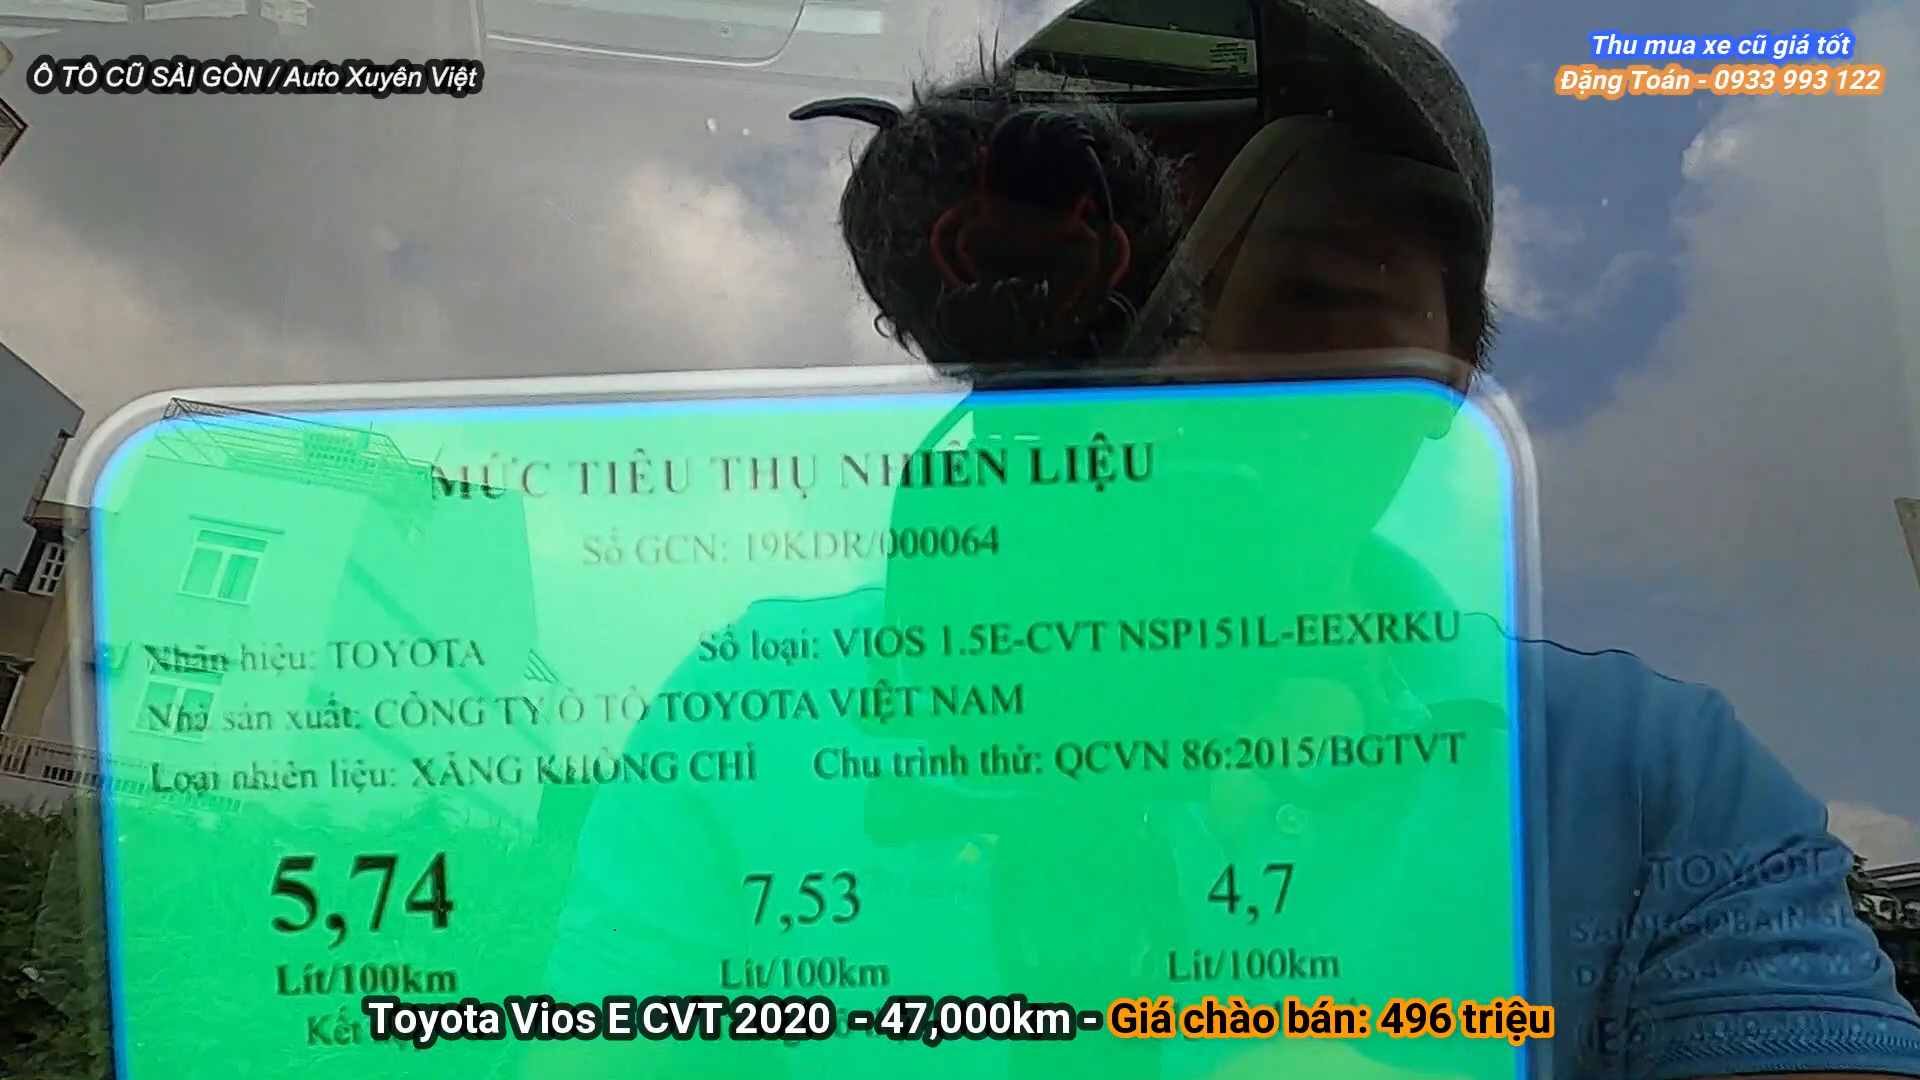 Ô TÔ CŨ SÀI GÒN / Auto Xuyên Việt
Thu mua xe cũ giá tốt
Đặng Toán - 0933 993 122
MỨC TIÊU THỤ NHIÊN LIỆU
Số GCN: 19KDR/000064
Nhãn hiệu: TOYOTA Số loại: VIOS 1.5E-CVT NSP151L-EEXRKU
Nhà sản xuất: CÔNG TY Ô TÔ TOYOTA VIỆT NAM
Loại nhiên liệu: XĂNG KHÔNG CHÌ Chu trình thử: QCVN 86:2015/BGTVT
5,74 7,53 4,7
Lít/100km Lít/100km Lít/100km
Kết
TOYOT
Toyota Vios E CVT 2020 - 47,000km - Giá chào bán: 496 triệu